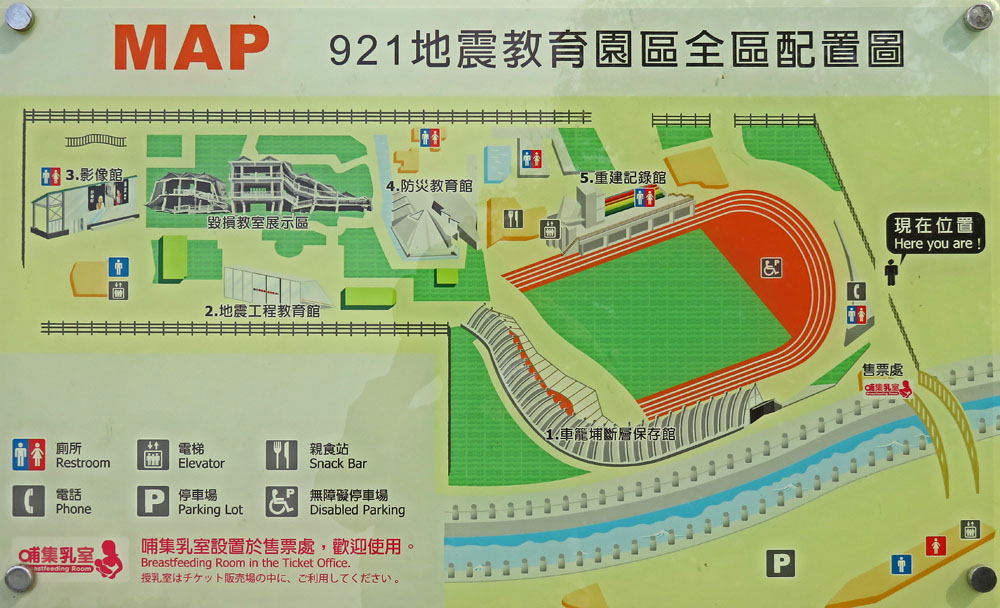 MAP 921地震教育園區全區配置圖
3.影像館
4.防災教育館
5.重建記錄館
毀損教室展示區
2.地震工程教育館
現在位置
Here you are !
P
售票處
哺集乳室
1.車籠埔斷層保存館
廁所
Restroom
電梯
Elevator
親食站
Snack Bar
電話
Phone
P
停車場
Parking Lot
P
無障礙停車場
Disabled Parking
哺集乳室
Breastfeeding Room
哺集乳室設置於售票處，歡迎使用。
Breastfeeding Room in the Ticket Office.
授乳室はチケット販売場の中に、ご利用してください。
P